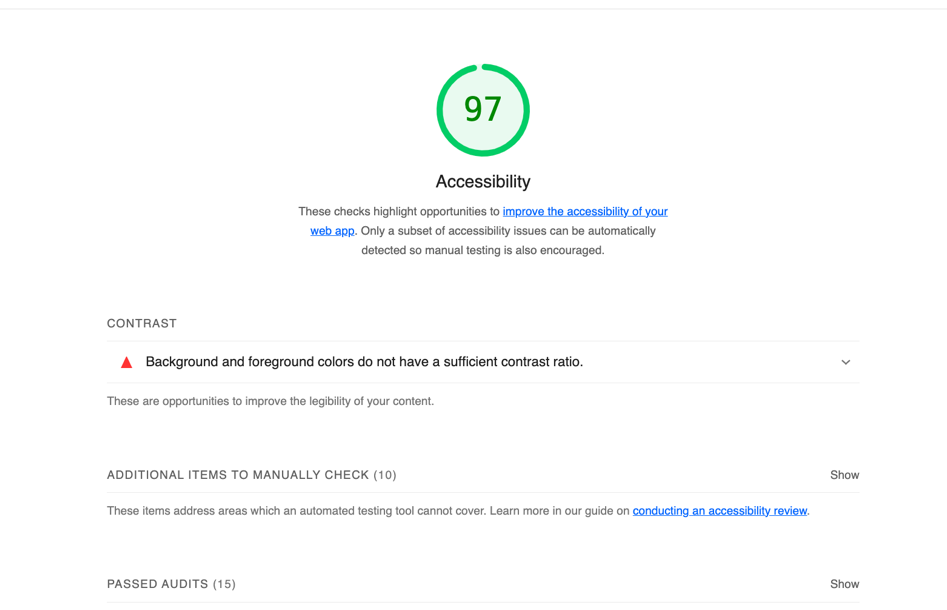 97
Accessibility
These checks highlight opportunities to improve the accessibility of your
web app. Only a subset of accessibility issues can be automatically
detected so manual testing is also encouraged.
CONTRAST
Background and foreground colors do not have a sufficient contrast ratio.
These are opportunities to improve the legibility of your content.
ADDITIONAL ITEMS TO MANUALLY CHECK (10) Show
These items address areas which an automated testing tool cannot cover. Learn more in our guide on conducting an accessibility review.
PASSED AUDITS (15) Show